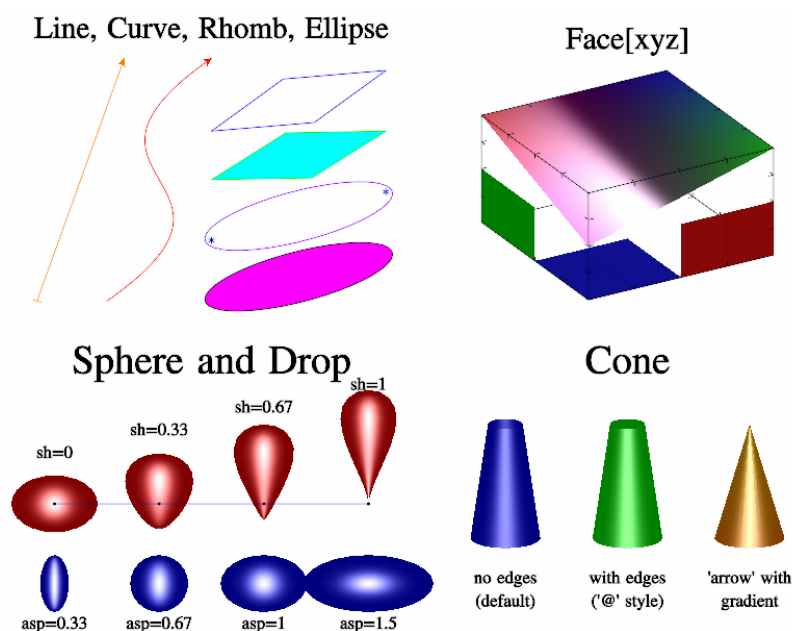 Line, Curve, Rhomb, Ellipse
Face[xyz]
Sphere and Drop
sh=0
sh=0.33
sh=0.67
sh=1
asp=0.33
asp=0.67
asp=1
asp=1.5
Cone
no edges
(default)
with edges
('@' style)
'arrow' with
gradient